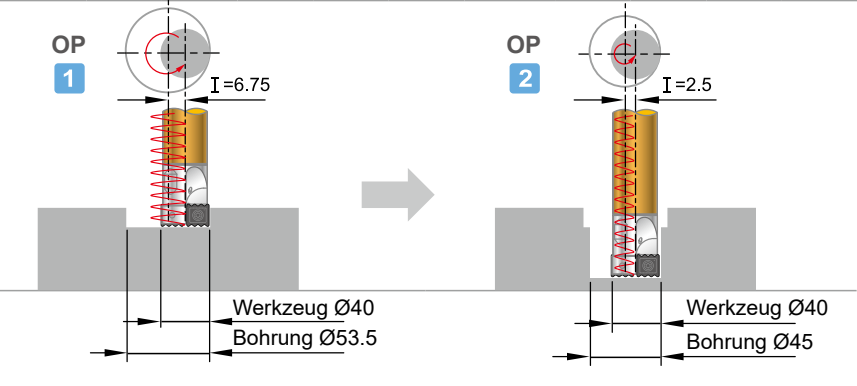 OP
1
I=6.75
Werkzeug Ø40
Bohrung Ø53.5
OP
2
I=2.5
Werkzeug Ø40
Bohrung Ø45